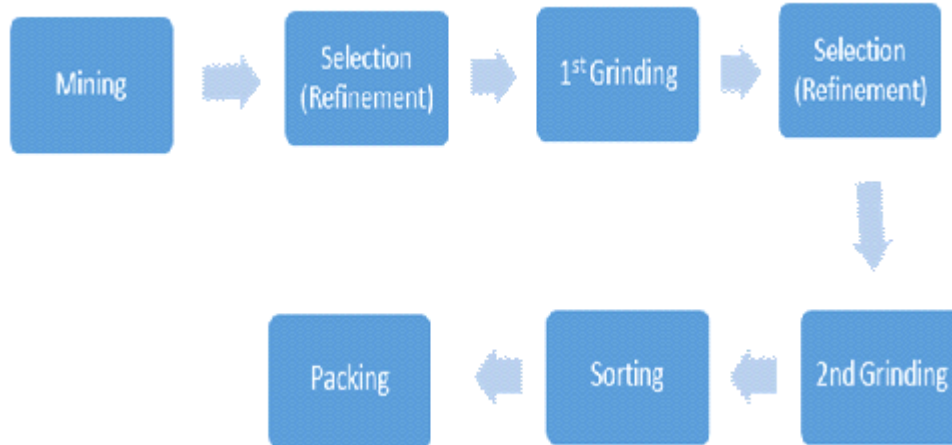 Mining
Selection
(Refinement)
1st Grinding
Selection
(Refinement)
2nd Grinding
Sorting
Packing